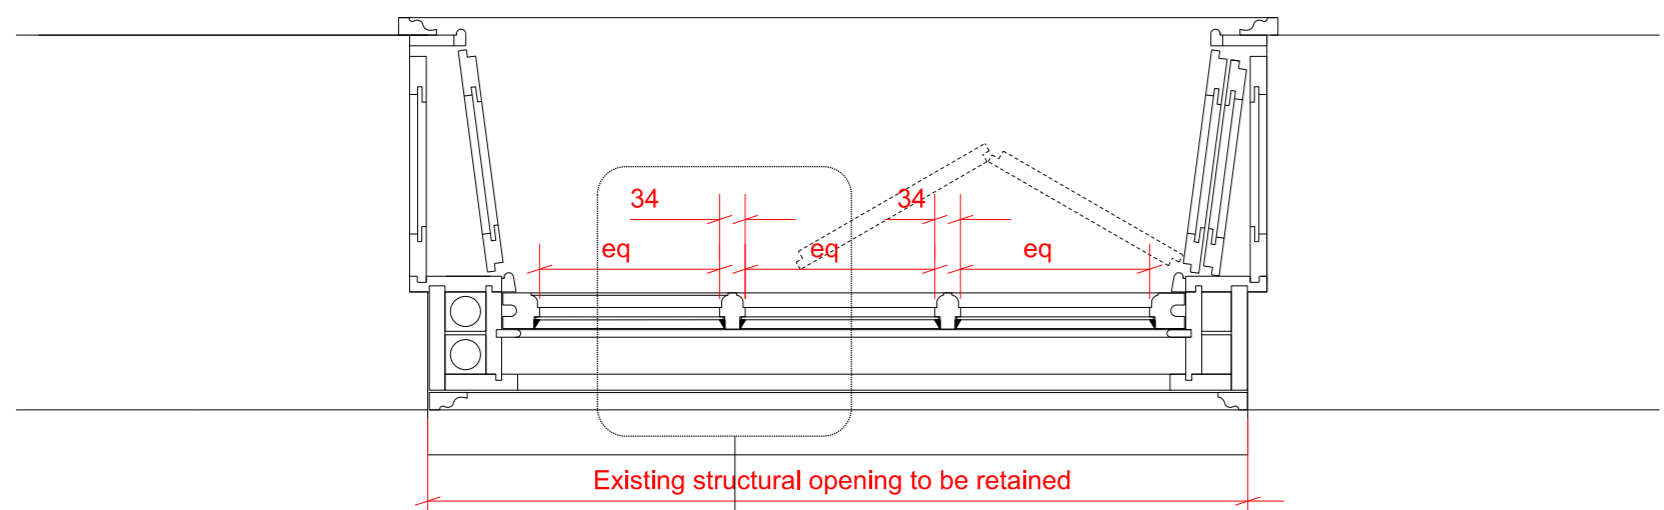 34
34
eq
eq
eq
Existing structural opening to be retained